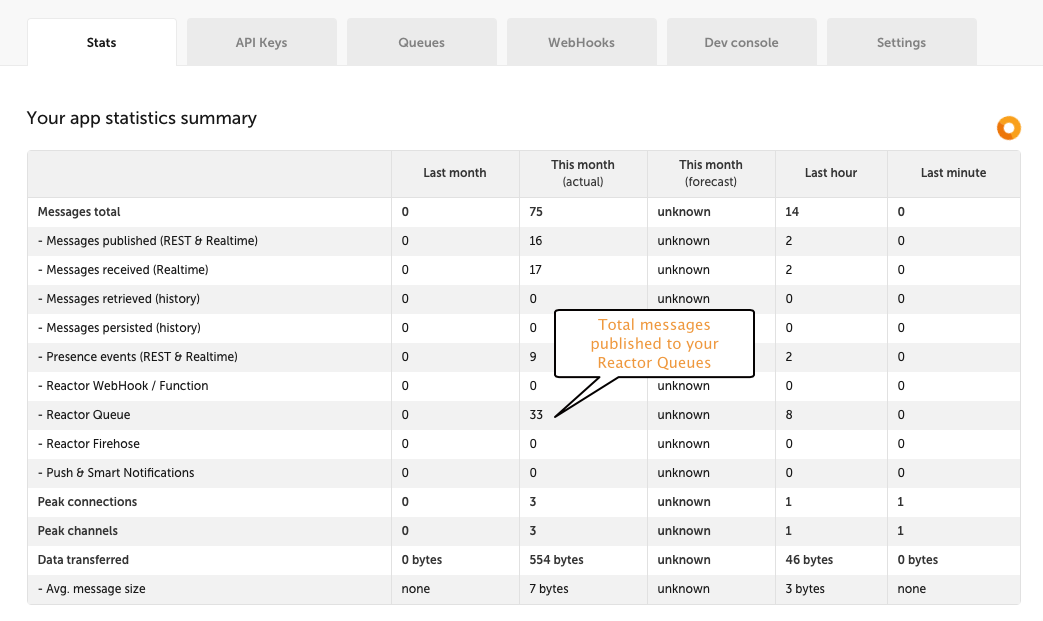 Stats API Keys Queues WebHooks Dev console Settings
Your app statistics summary
Last month This month (actual) This month (forecast) Last hour Last minute
Messages total 0 75 unknown 14 0
- Messages published (REST & Realtime) 0 16 unknown 2 0
- Messages received (Realtime) 0 17 unknown 2 0
- Messages retrieved (history) 0 0 unknown 0 0
- Messages persisted (history) 0 0 0 0
Total messages
published to your
Reactor Queues
- Presence events (REST & Realtime) 0 9 2 0
- Reactor WebHook / Function 0 0 unknown 0 0
- Reactor Queue 0 33 unknown 8 0
- Reactor Firehose 0 0 unknown 0 0
- Push & Smart Notifications 0 0 unknown 0 0
Peak connections 0 3 unknown 1 1
Peak channels 0 3 unknown 1 1
Data transferred 0 bytes 554 bytes unknown 46 bytes 0 bytes
- Avg. message size none 7 bytes unknown 3 bytes none